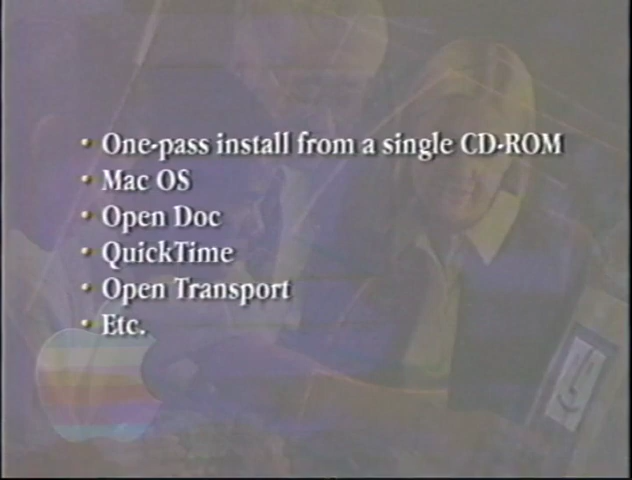 • One-pass install from a single CD-ROM
• Mac OS
• Open Doc
• QuickTime
• Open Transport
• Etc.